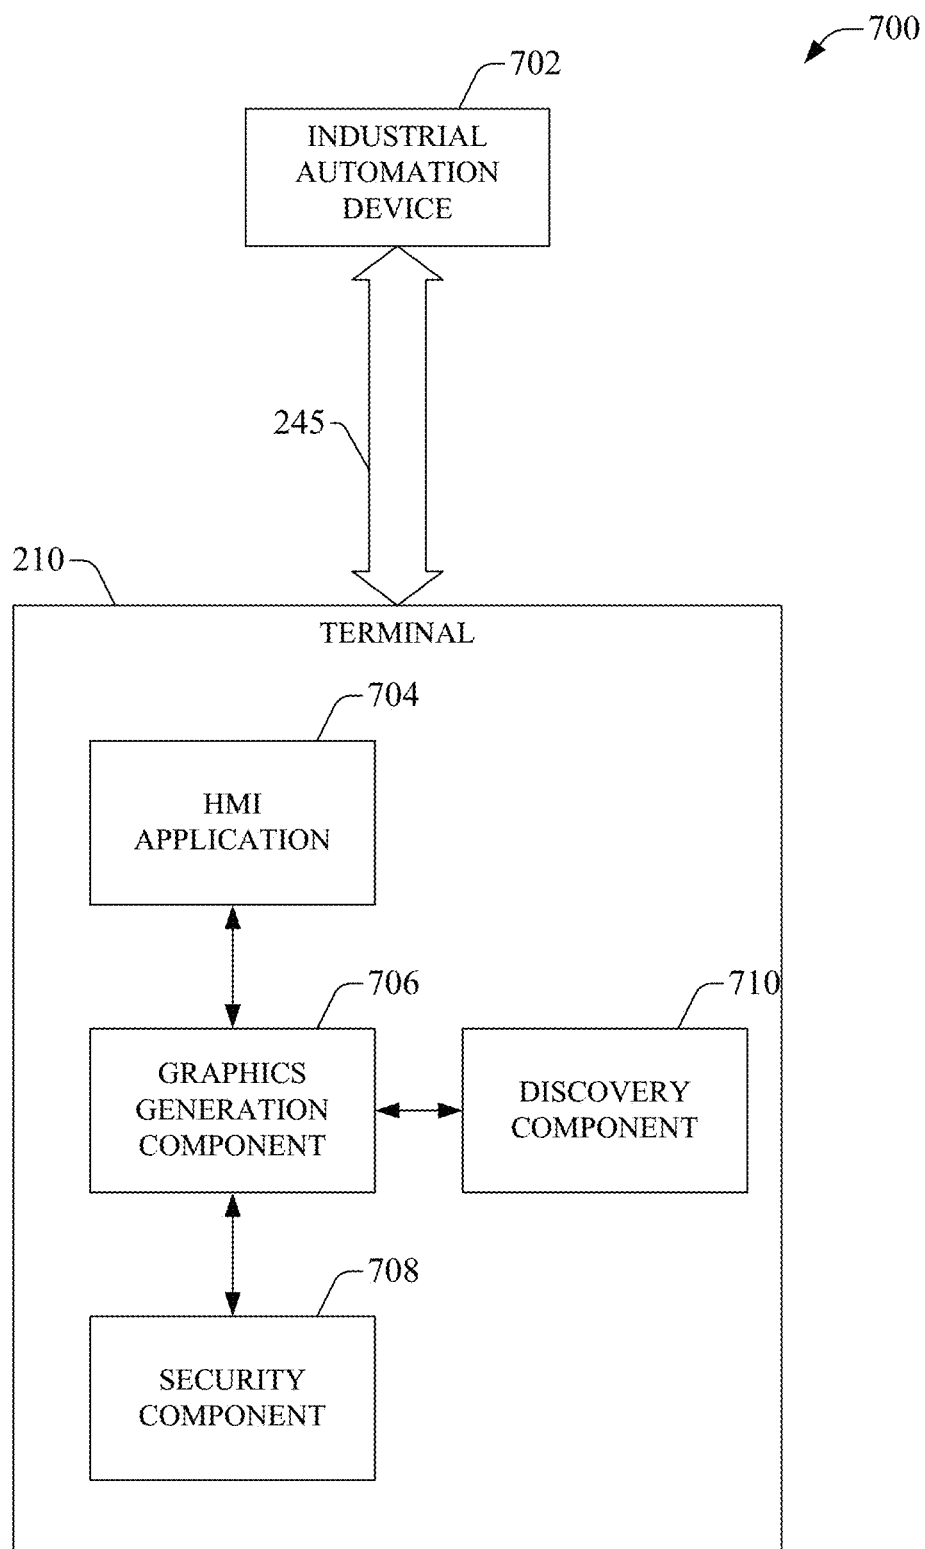 700
702
INDUSTRIAL
AUTOMATION
DEVICE
245
210
TERMINAL
704
HMI
APPLICATION
706
GRAPHICS
GENERATION
COMPONENT
710
DISCOVERY
COMPONENT
708
SECURITY
COMPONENT